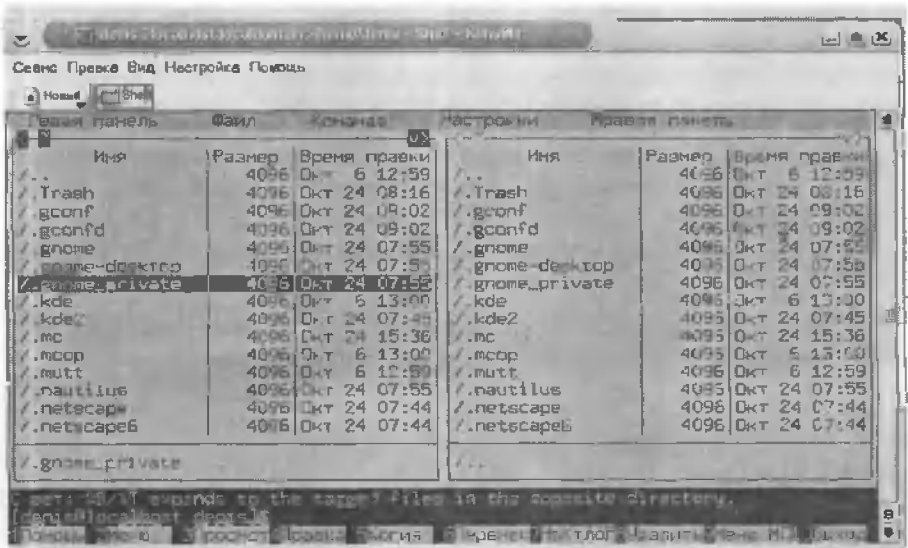 Сеанс Правка Вид Настройка Помощь
Новый Shell
Левая панель Файл Команда Настройки Правая панель
Имя Размер Время правки Имя Размер Время правки
/.. 4096 Окт 6 12:59 /.. 4096 Окт 6 12:59
/.Trash 4096 Окт 24 08:16 /.Trash 4096 Окт 24 08:16
/.gconf 4096 Окт 24 09:02 /.gconf 4096 Окт 24 09:02
/.gconfd 4096 Окт 24 09:02 /.gconfd 4096 Окт 24 09:02
/.gnome 4096 Окт 24 07:55 /.gnome 4096 Окт 24 07:55
/.gnome-desktop 4096 Окт 24 07:55 /.gnome-desktop 4096 Окт 24 07:55
/.gnome_private 4096 Окт 24 07:55 /.gnome_private 4096 Окт 24 07:55
/.kde 4096 Окт 6 13:00 /.kde 4096 Окт 6 13:00
/.kde2 4096 Окт 24 07:45 /.kde2 4096 Окт 24 07:45
/.mc 4096 Окт 24 15:36 /.mc 4096 Окт 24 15:36
/.mcop 4096 Окт 6 13:00 /.mcop 4096 Окт 6 13:00
/.mutt 4096 Окт 6 12:59 /.mutt 4096 Окт 6 12:59
/.nautilus 4096 Окт 24 07:55 /.nautilus 4096 Окт 24 07:55
/.netscape 4096 Окт 24 07:44 /.netscape 4096 Окт 24 07:44
/.netscape6 4096 Окт 24 07:44 /.netscape6 4096 Окт 24 07:44
/.gnome_private /..
expands to the target files in the opposite directory.
[denis@localhost denis]$